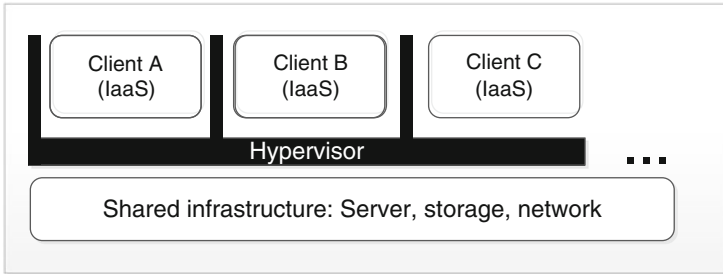 Client A
(IaaS)
Client B
(IaaS)
Client C
(IaaS)
Hypervisor
...
Shared infrastructure: Server, storage, network